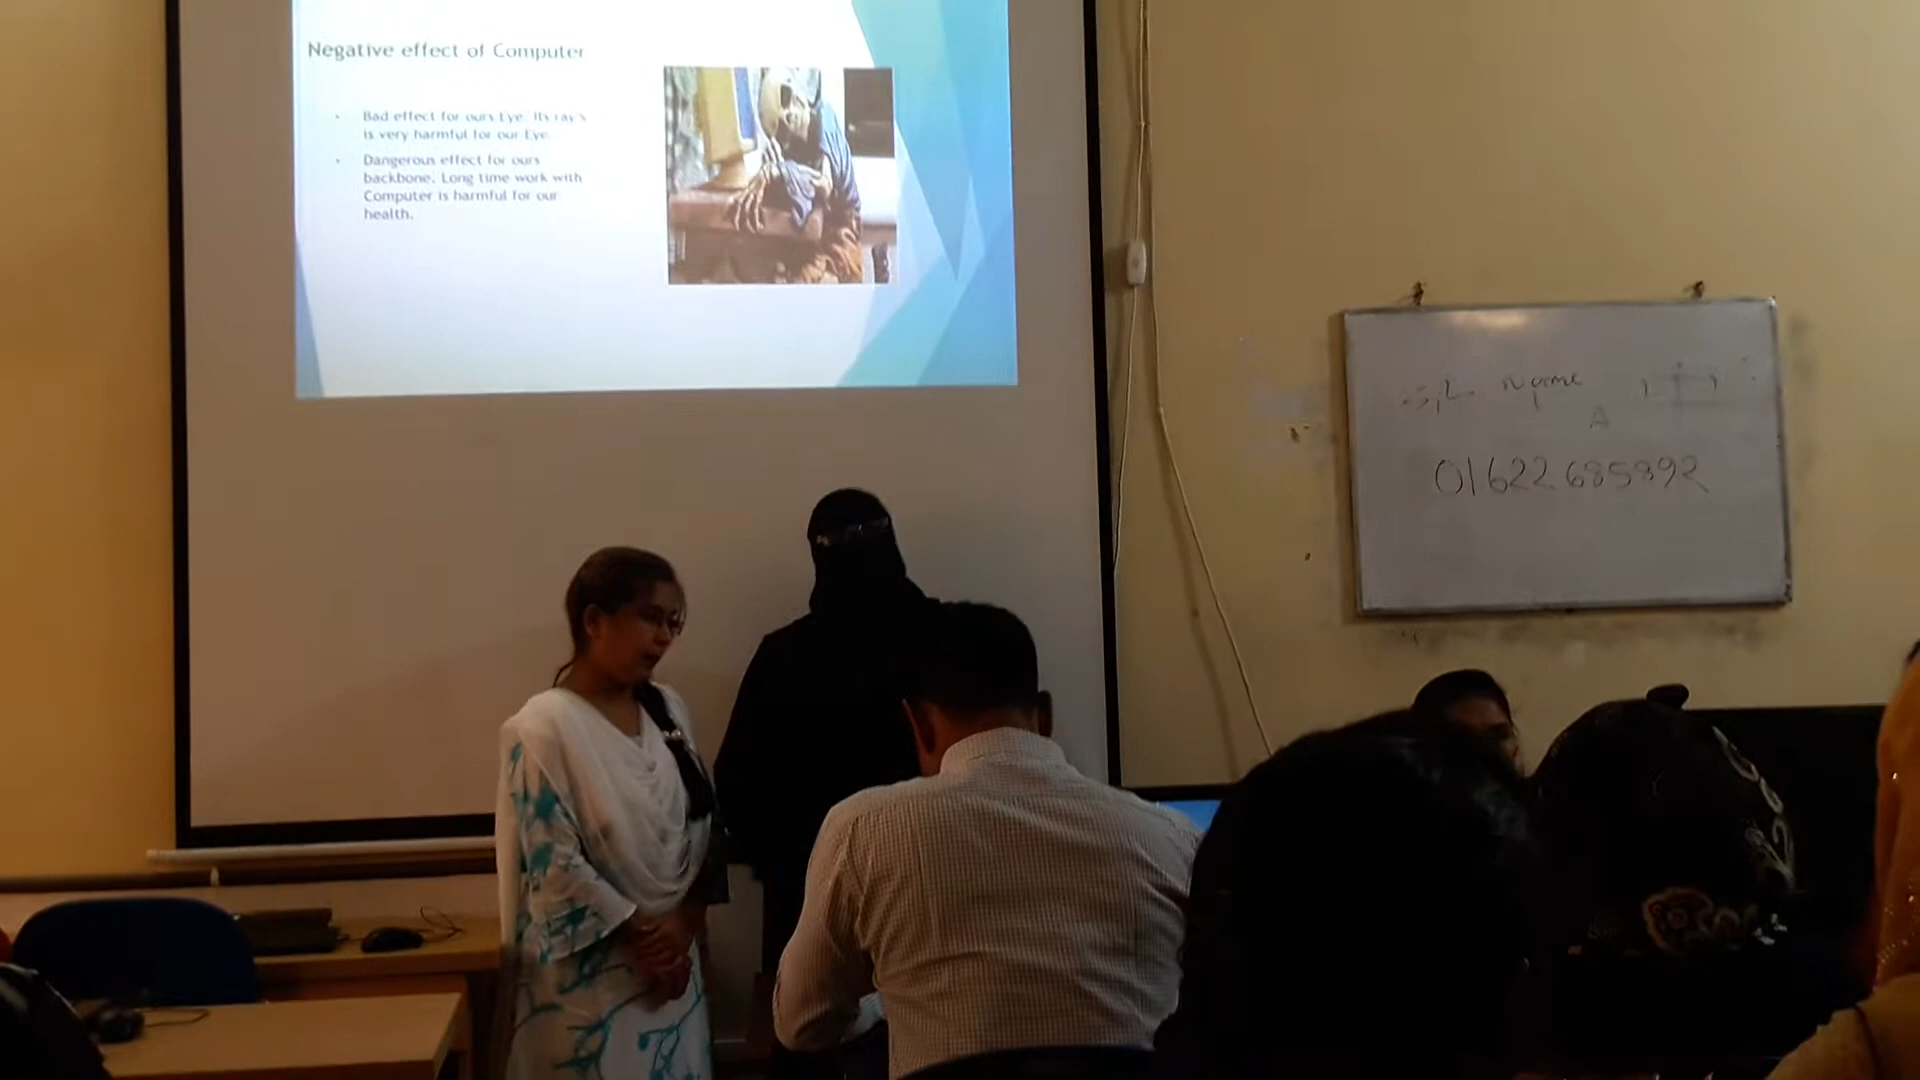 Negative effect of Computer
• Bad effect for ours Eye. Its ray's
is very harmful for our Eye.
• Dangerous effect for ours
backbone. Long time work with
Computer is harmful for our
health.
S,L Name
A
01622685892